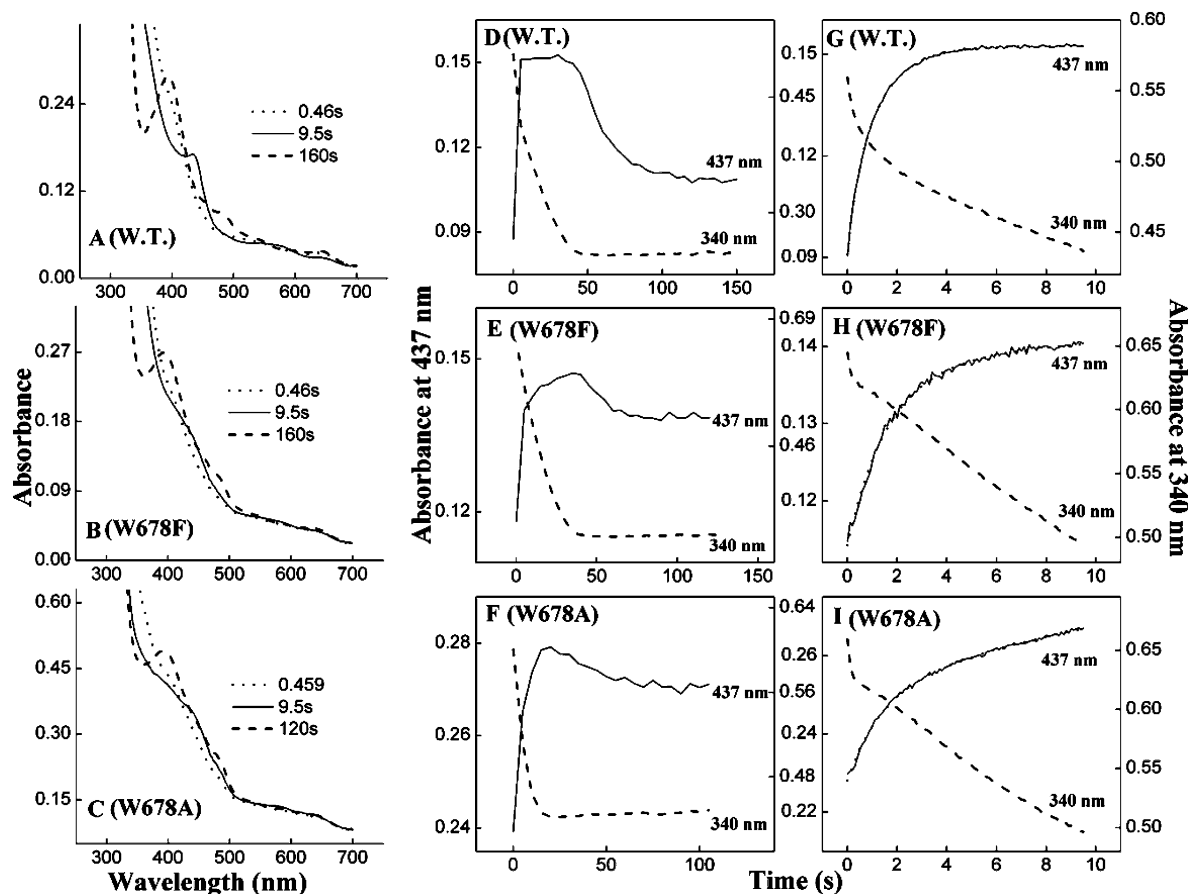 Absorbance
0.24
0.12
0.00
0.46s
9.5s
160s
A (W.T.)
300 400 500 600 700
0.27
0.18
0.09
0.00
0.46s
9.5s
160s
B (W678F)
300 400 500 600 700
0.60
0.45
0.30
0.15
0.459
9.5s
120s
C (W678A)
300 400 500 600 700
Wavelength (nm)
Absorbance at 437 nm
D(W.T.)
0.15
0.12
0.09
437 nm
340 nm
0 50 100 150
E (W678F)
0.15
0.12
437 nm
340 nm
0 50 100 150
F (W678A)
0.28
0.26
0.24
437 nm
340 nm
0 50 100
G (W.T.)
0.15
0.45
0.12
0.30
0.09
437 nm
340 nm
0.60
0.55
0.50
0.45
0 2 4 6 8 10
H (W678F)
0.69
0.14
0.13
0.46
0.12
437 nm
340 nm
0.65
0.60
0.55
0.50
0 2 4 6 8 10
I (W678A)
0.64
0.26
0.56
0.24
0.48
0.22
437 nm
340 nm
0.65
0.60
0.55
0.50
0 2 4 6 8 10
Time (s)
Absorbance at 340 nm